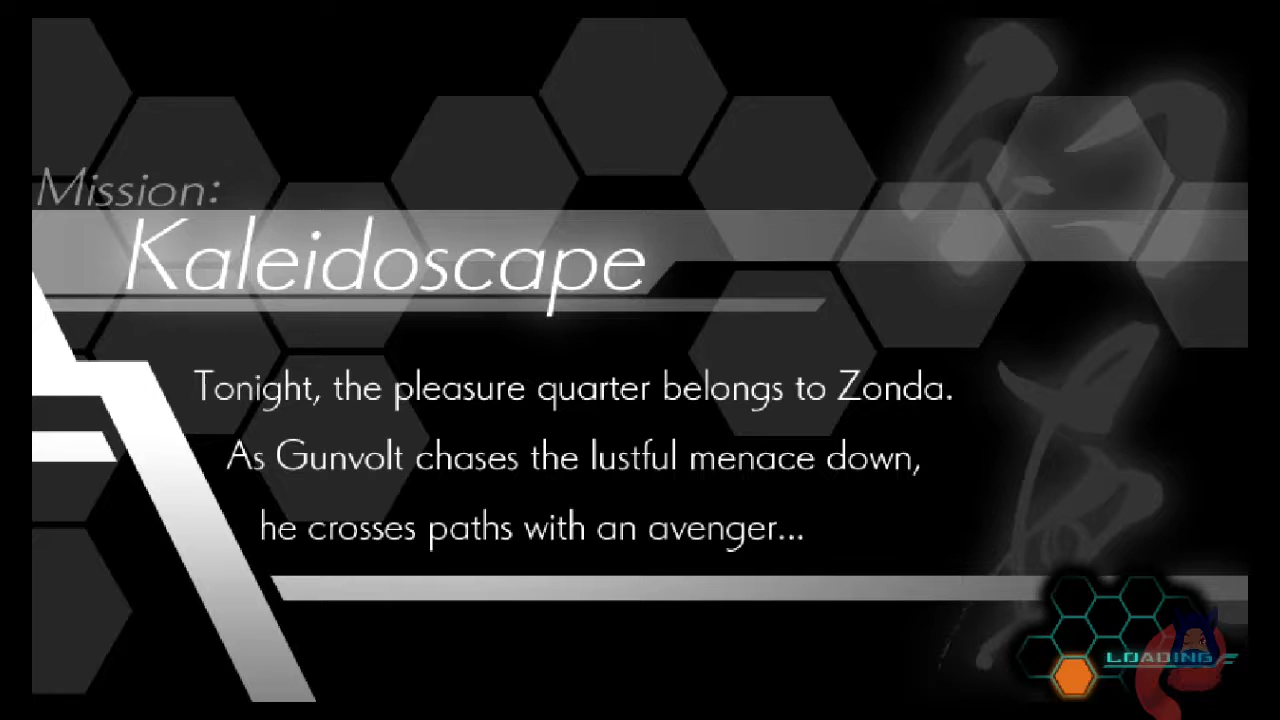 Mission:
Kaleidoscape
Tonight, the pleasure quarter belongs to Zonda.
As Gunvolt chases the lustful menace down,
he crosses paths with an avenger...
LOADING